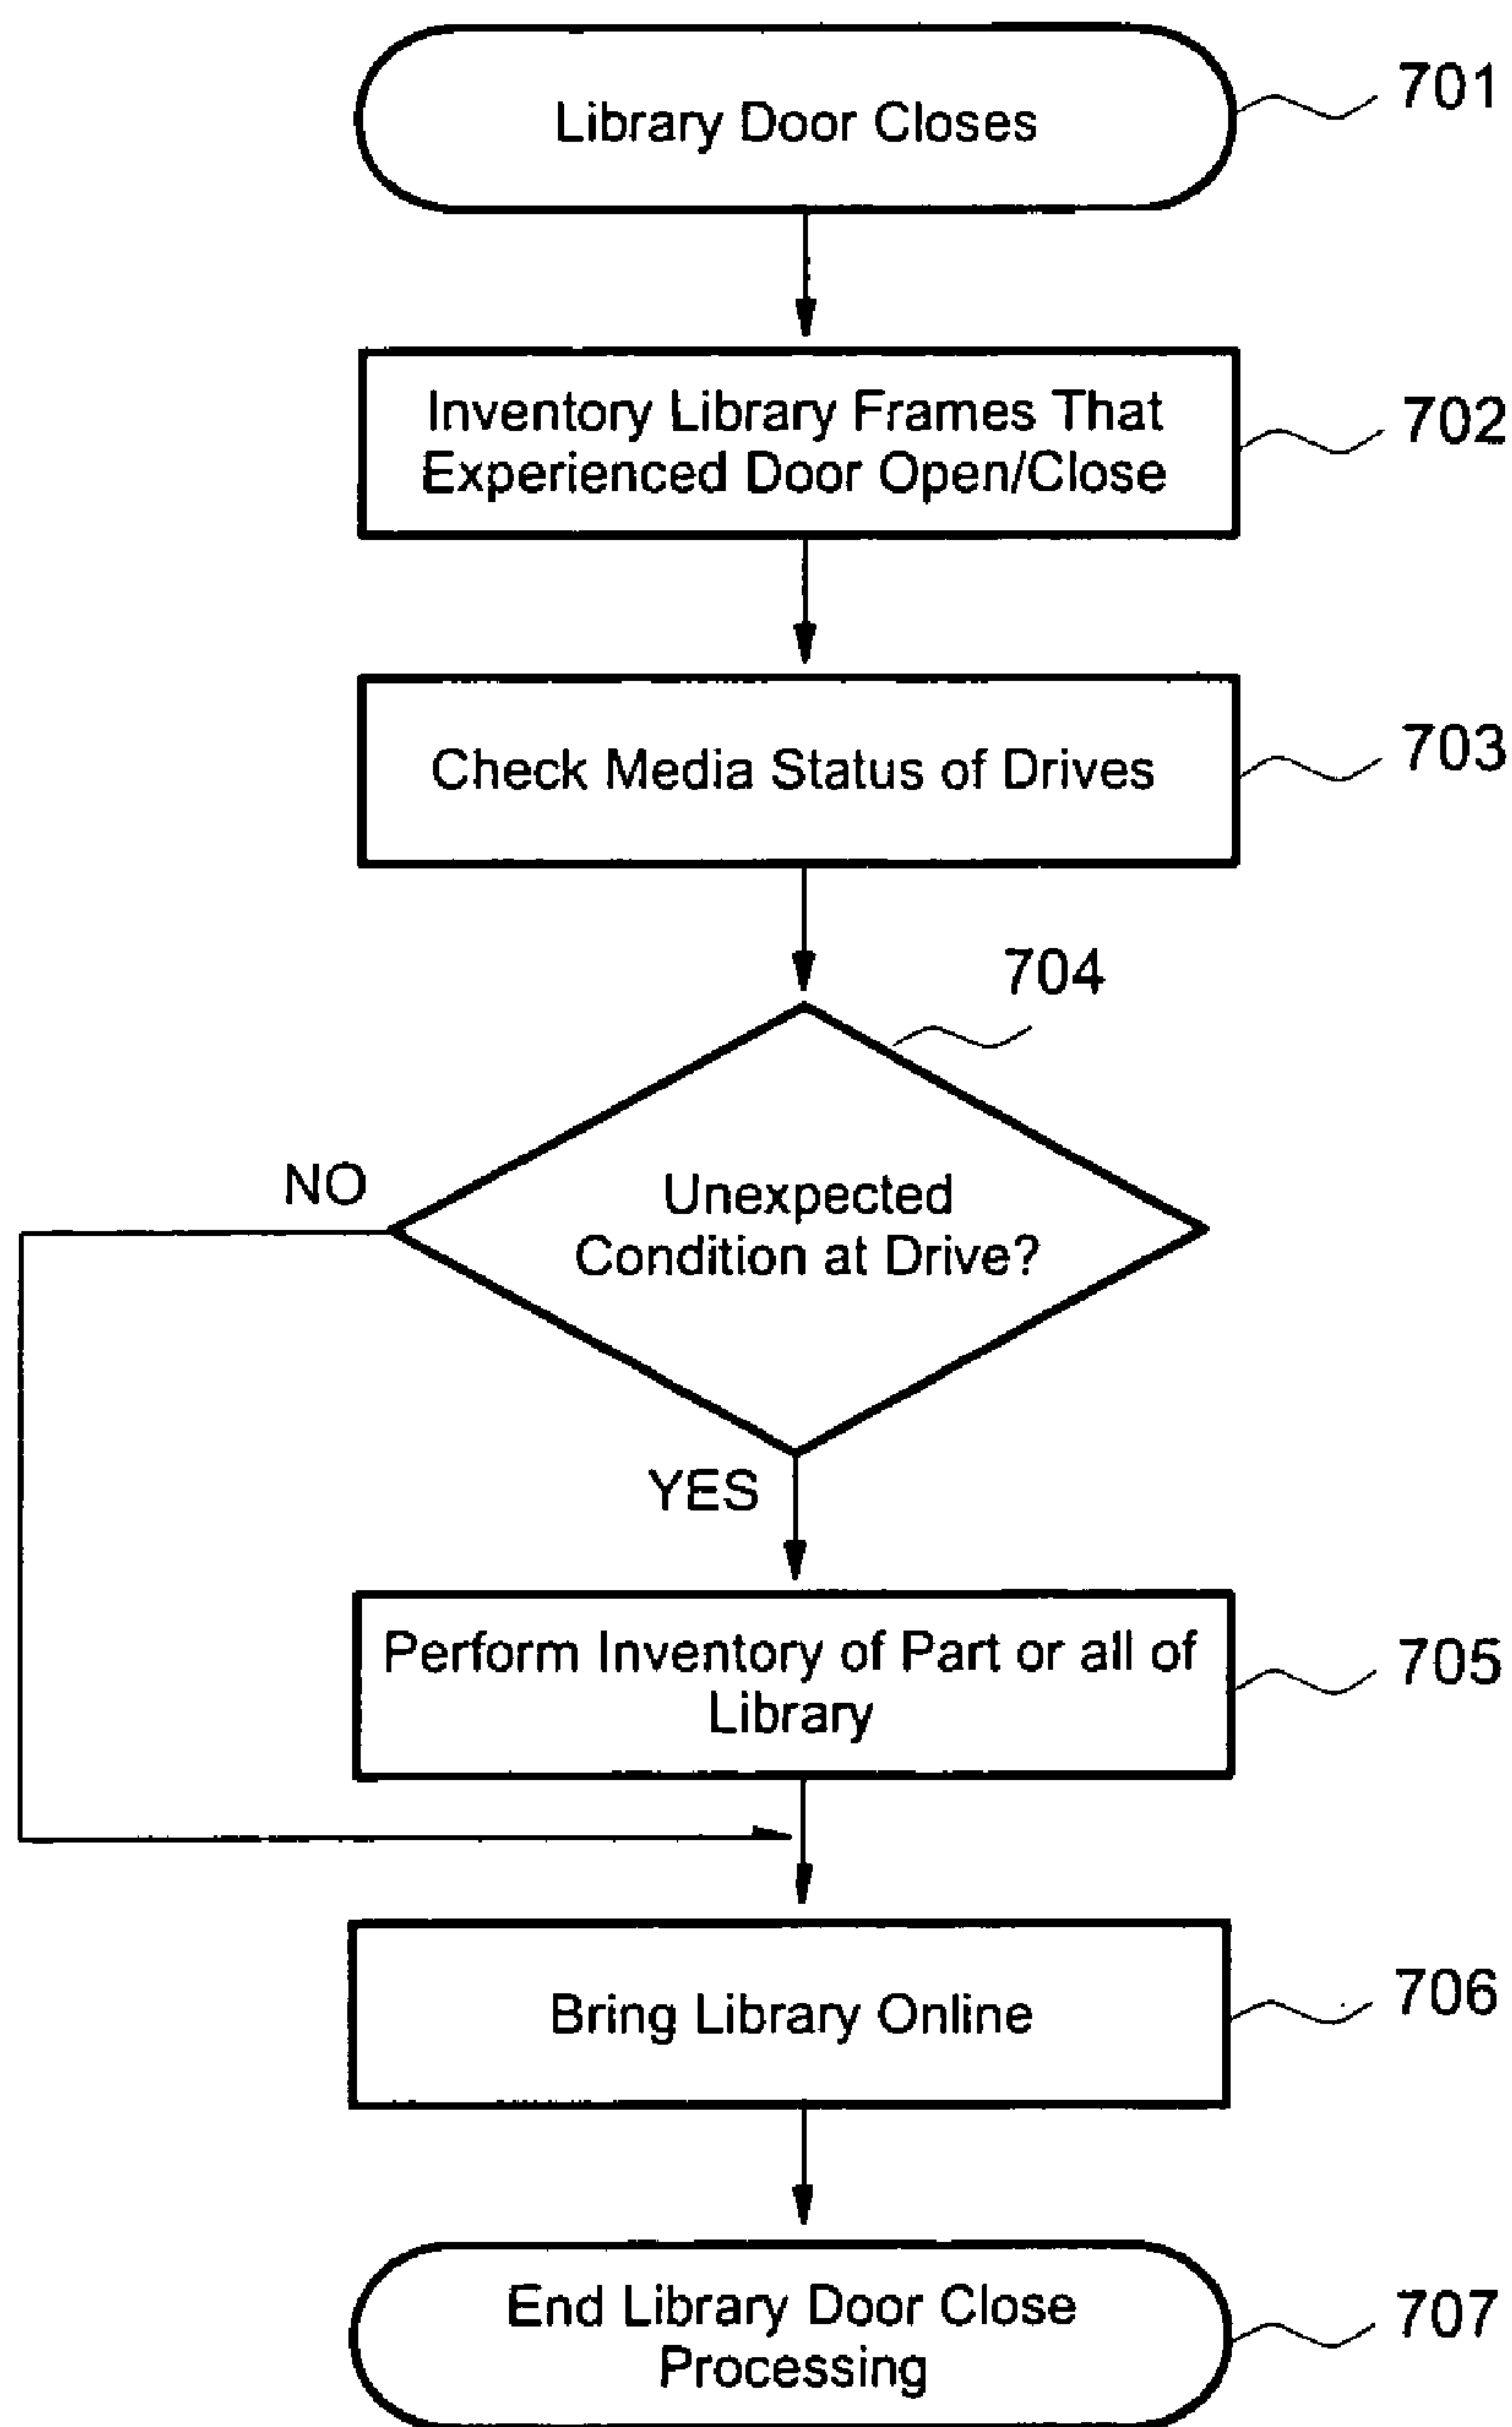 Library Door Closes
701
Inventory Library Frames That
Experienced Door Open/Close
702
Check Media Status of Drives
703
704
NO
Unexpected
Condition at Drive?
YES
Perform Inventory of Part or all of
Library
705
Bring Library Online
706
End Library Door Close
Processing
707